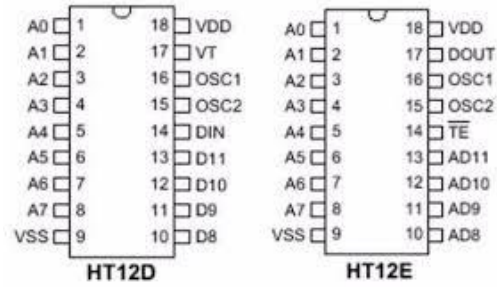 A0 1 18 VDD
A1 2 17 VT
A2 3 16 OSC1
A3 4 15 OSC2
A4 5 14 DIN
A5 6 13 D11
A6 7 12 D10
A7 8 11 D9
VSS 9 10 D8
HT12D
A0 1 18 VDD
A1 2 17 DOUT
A2 3 16 OSC1
A3 4 15 OSC2
A4 5 14 T̅E̅
A5 6 13 AD11
A6 7 12 AD10
A7 8 11 AD9
VSS 9 10 AD8
HT12E